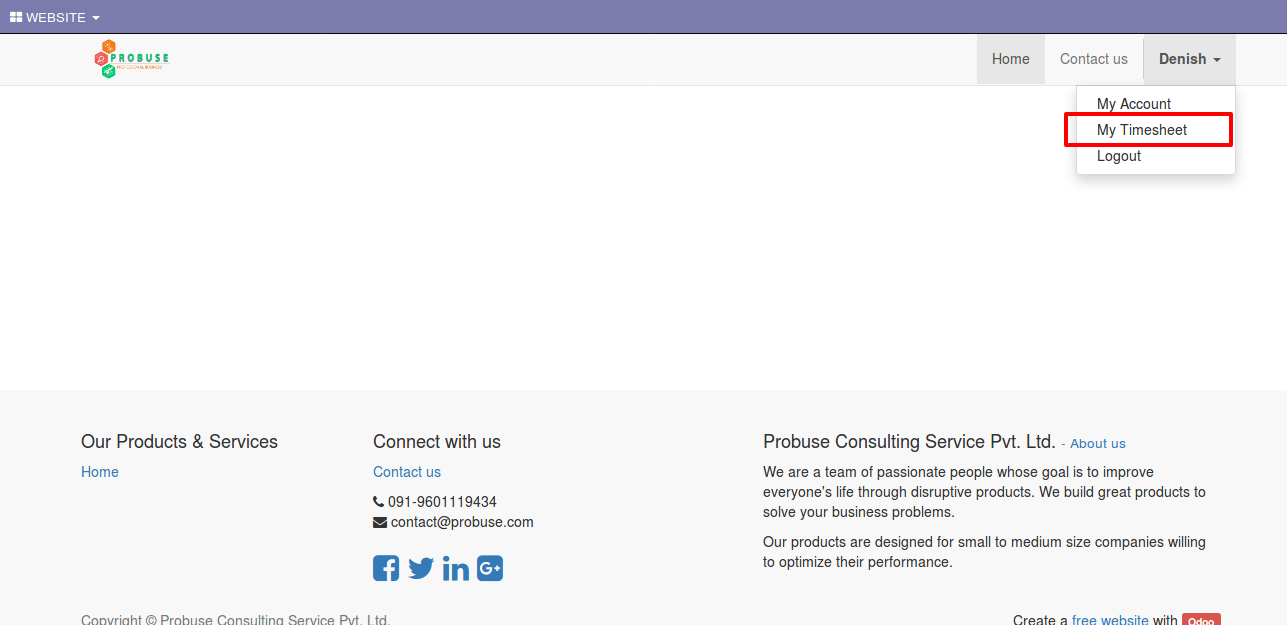 WEBSITE
PROBUSE
Home
Contact us
Denish
My Account
My Timesheet
Logout
Our Products & Services
Home
Connect with us
Contact us
091-9601119434
contact@probuse.com
G+
Probuse Consulting Service Pvt. Ltd. - About us
We are a team of passionate people whose goal is to improve
everyone's life through disruptive products. We build great products to
solve your business problems.
Our products are designed for small to medium size companies willing
to optimize their performance.
Copyright © Probuse Consulting Service Pvt. Ltd.
Create a free website with Odoo